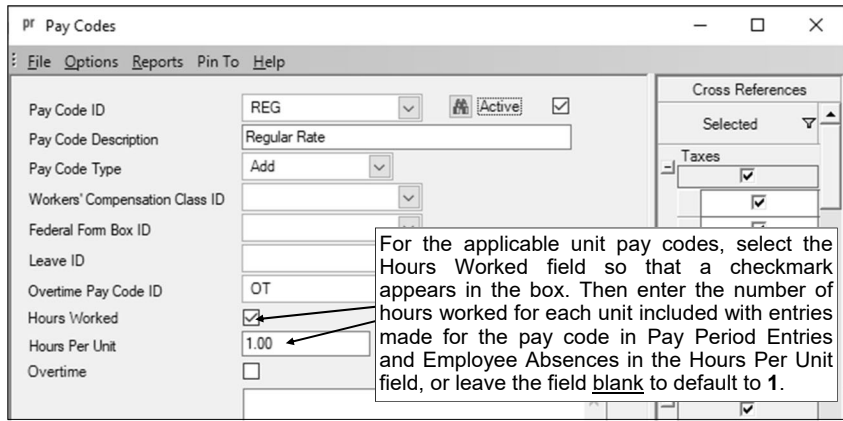 pr Pay Codes
File Options Reports Pin To Help
Pay Code ID REG Active
Cross References
Selected
Pay Code Description Regular Rate
Taxes
Pay Code Type Add
Workers' Compensation Class ID
Federal Form Box ID
Leave ID
Overtime Pay Code ID OT
Hours Worked
Hours Per Unit 1.00
Overtime
For the applicable unit pay codes, select the
Hours Worked field so that a checkmark
appears in the box. Then enter the number of
hours worked for each unit included with entries
made for the pay code in Pay Period Entries
and Employee Absences in the Hours Per Unit
field, or leave the field blank to default to 1.